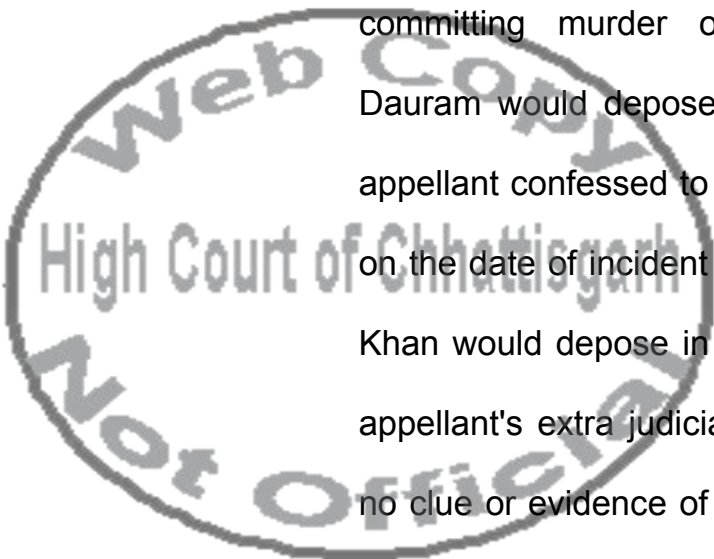 committing murder
Dauram would depose
appellant confessed to
on the date of incident
Khan would depose in
appellant's extra
no clue or evidence of
Web Copy
High Court of Chhattisgarh
Not Official